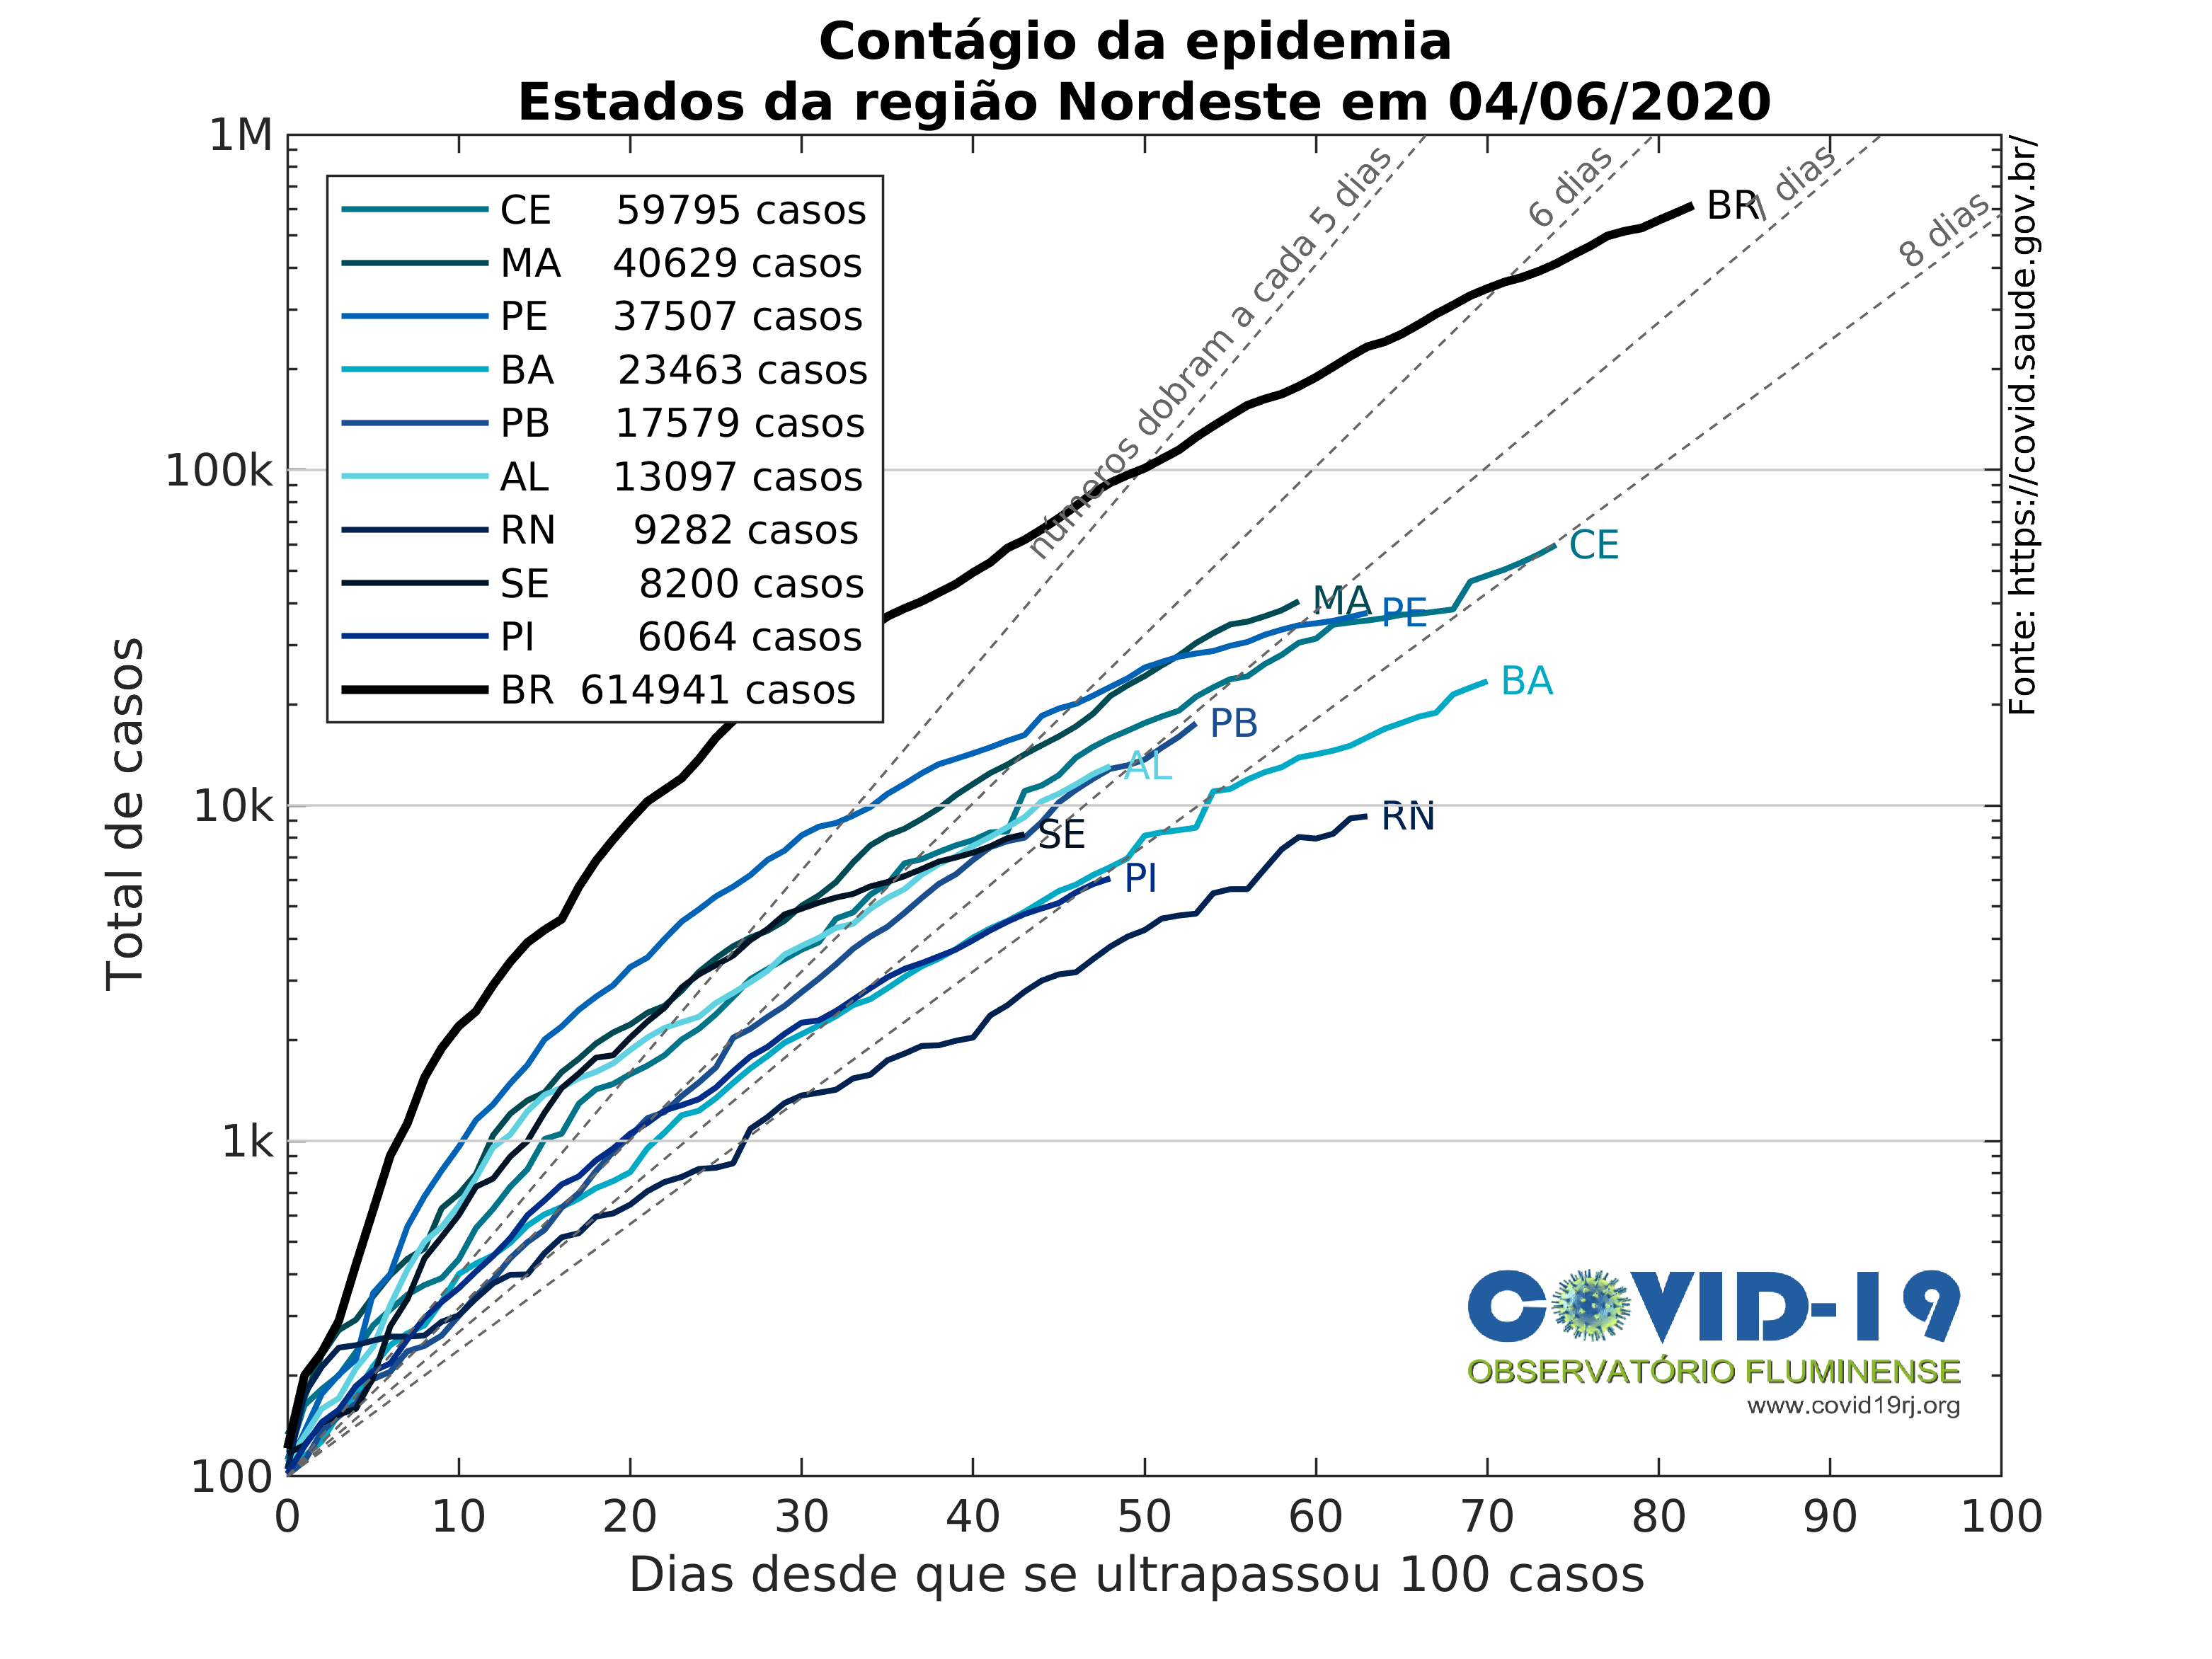 Contágio da epidemia
Estados da região Nordeste em 04/06/2020
1M
100k
10k
1k
100
Total de casos
CE 59795 casos
MA 40629 casos
PE 37507 casos
BA 23463 casos
PB 17579 casos
AL 13097 casos
RN 9282 casos
SE 8200 casos
PI 6064 casos
BR 614941 casos
números dobram a cada 5 dias
6 dias
7 dias
8 dias
BR
CE
MA
PE
BA
PB
AL
SE
RN
PI
Fonte: https://covid.saude.gov.br/
COVID-19
OBSERVATÓRIO FLUMINENSE
www.covid19rj.org
0 10 20 30 40 50 60 70 80 90 100
Dias desde que se ultrapassou 100 casos